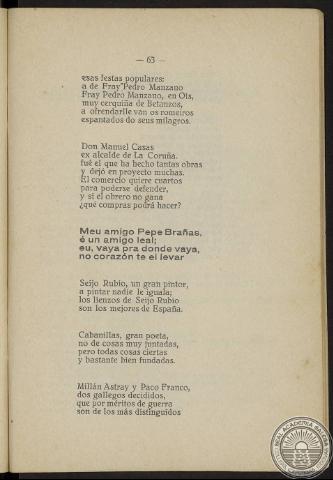 — 63 —
esas festas populares:
a de Fray Pedro Manzano
Fray Pedro Manzano, en Ois,
muy cerquiña de Betanzos,
a ofrendarlle van os romeiros
espantados do seus milagros.
Don Manuel Casas
ex alcalde de La Coruña.
fué el que ha hecho tantas obras
y dejó en proyecto muchas.
El comercio quiere cuartos
para poderse defender,
y si el obrero no gana
¿qué compras podrá hacer?
Meu amigo Pepe Brañas,
é un amigo leal;
eu, vaya pra donde vaya,
no corazón te ei levar
Seijo Rubio, un gran pintor,
a pintar nadie le iguala;
los lienzos de Seijo Rubio
son los mejores de España.
Cabanillas, gran poeta,
no de cosas muy juntadas,
pero todas cosas ciertas
y bastante bien fundadas.
Millán Astray y Paco Franco,
dos gallegos decididos,
que por méritos de guerra
son de los más distinguidos
REAL ACADEMIA GALEGA